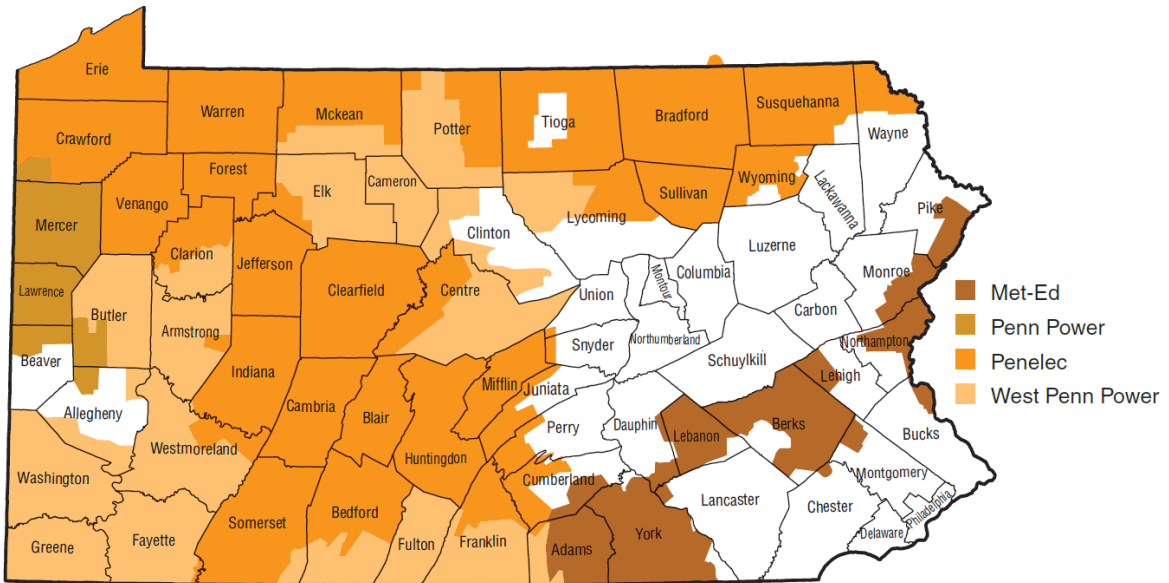 Erie
Crawford
Warren
Mckean
Potter
Tioga
Bradford
Susquehanna
Wayne
Forest
Venango
Mercer
Elk
Cameron
Clinton
Lycoming
Sullivan
Wyoming
Lackawanna
Pike
Lawrence
Butler
Clarion
Jefferson
Clearfield
Centre
Union
Montour
Columbia
Luzerne
Monroe
Carbon
Beaver
Armstrong
Indiana
Snyder
Northumberland
Schuylkill
Northampton
Lehigh
Allegheny
Westmoreland
Cambria
Blair
Mifflin
Juniata
Perry
Dauphin
Lebanon
Berks
Bucks
Washington
Huntingdon
Cumberland
Lancaster
Montgomery
Chester
Philadelphia
Delaware
Greene
Fayette
Somerset
Bedford
Fulton
Franklin
Adams
York
Met-Ed
Penn Power
Penelec
West Penn Power